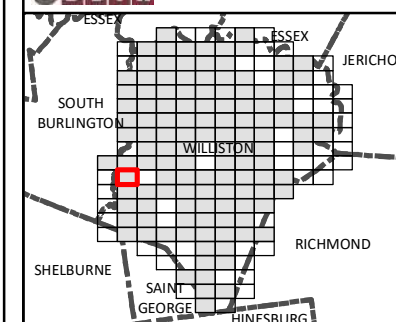 ESSEX
ESSEX
JERICHO
SOUTH
BURLINGTON
WILLISTON
RICHMOND
SHELBURNE
SAINT
GEORGE
HINESBURG